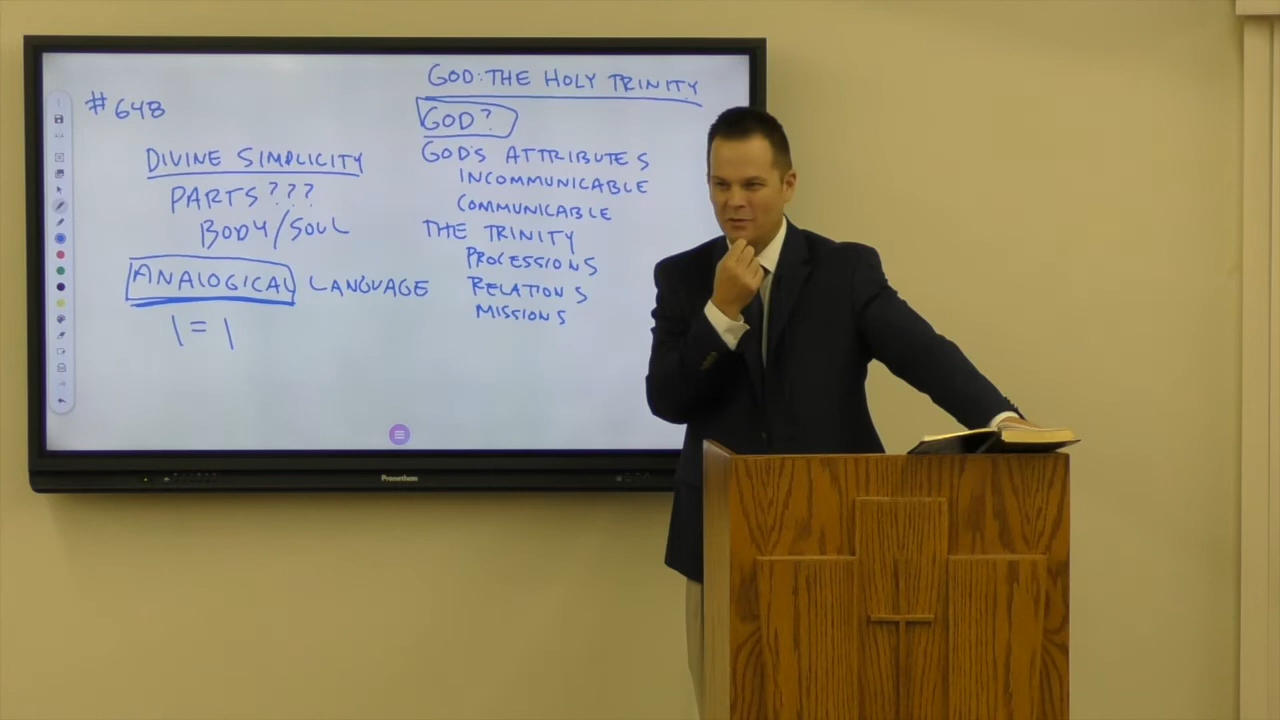 #648
DIVINE SIMPLICITY
PARTS???
BODY/SOUL
ANALOGICAL LANGUAGE
1 = 1
GOD: THE HOLY TRINITY
GOD?
GOD'S ATTRIBUTES
INCOMMUNICABLE
COMMUNICABLE
THE TRINITY
PROCESSIONS
RELATIONS
MISSIONS
Promethean